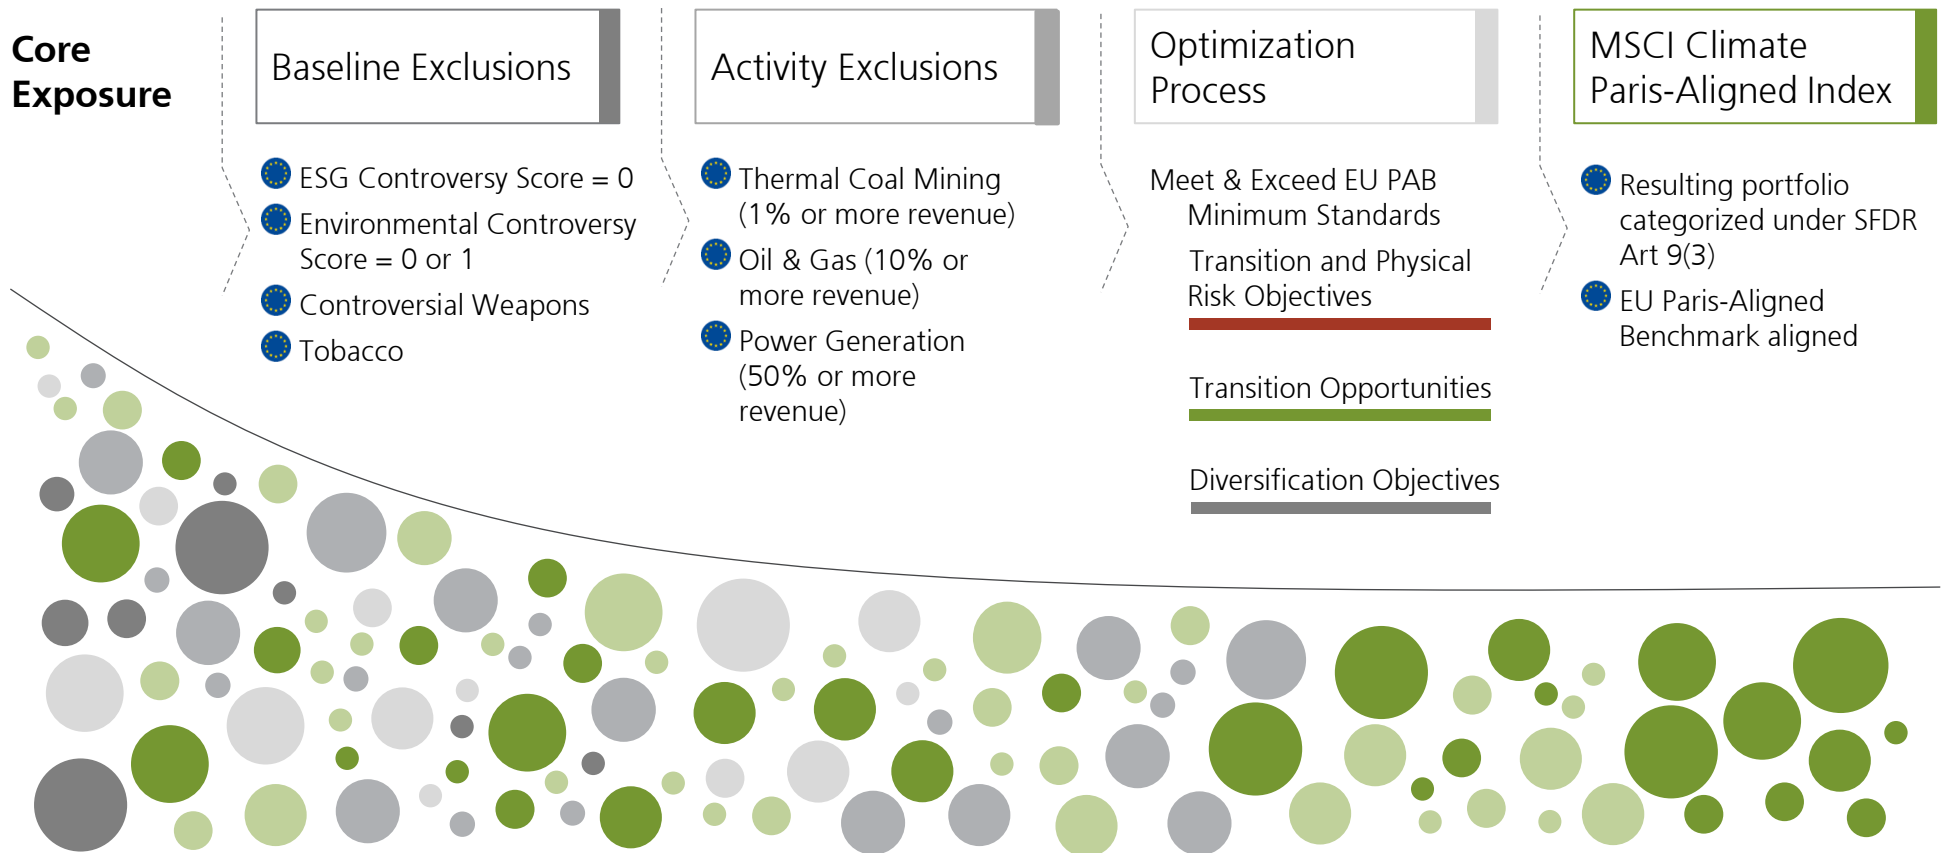 Core
Exposure
Baseline Exclusions
ESG Controversy Score = 0
Environmental Controversy
Score = 0 or 1
Controversial Weapons
Tobacco
Activity Exclusions
Thermal Coal Mining
(1% or more revenue)
Oil & Gas (10% or
more revenue)
Power Generation
(50% or more
revenue)
Optimization
Process
Meet & Exceed EU PAB
Minimum Standards
Transition and Physical
Risk Objectives
Transition Opportunities
Diversification Objectives
MSCI Climate
Paris-Aligned Index
Resulting portfolio
categorized under SFDR
Art 9(3)
EU Paris-Aligned
Benchmark aligned